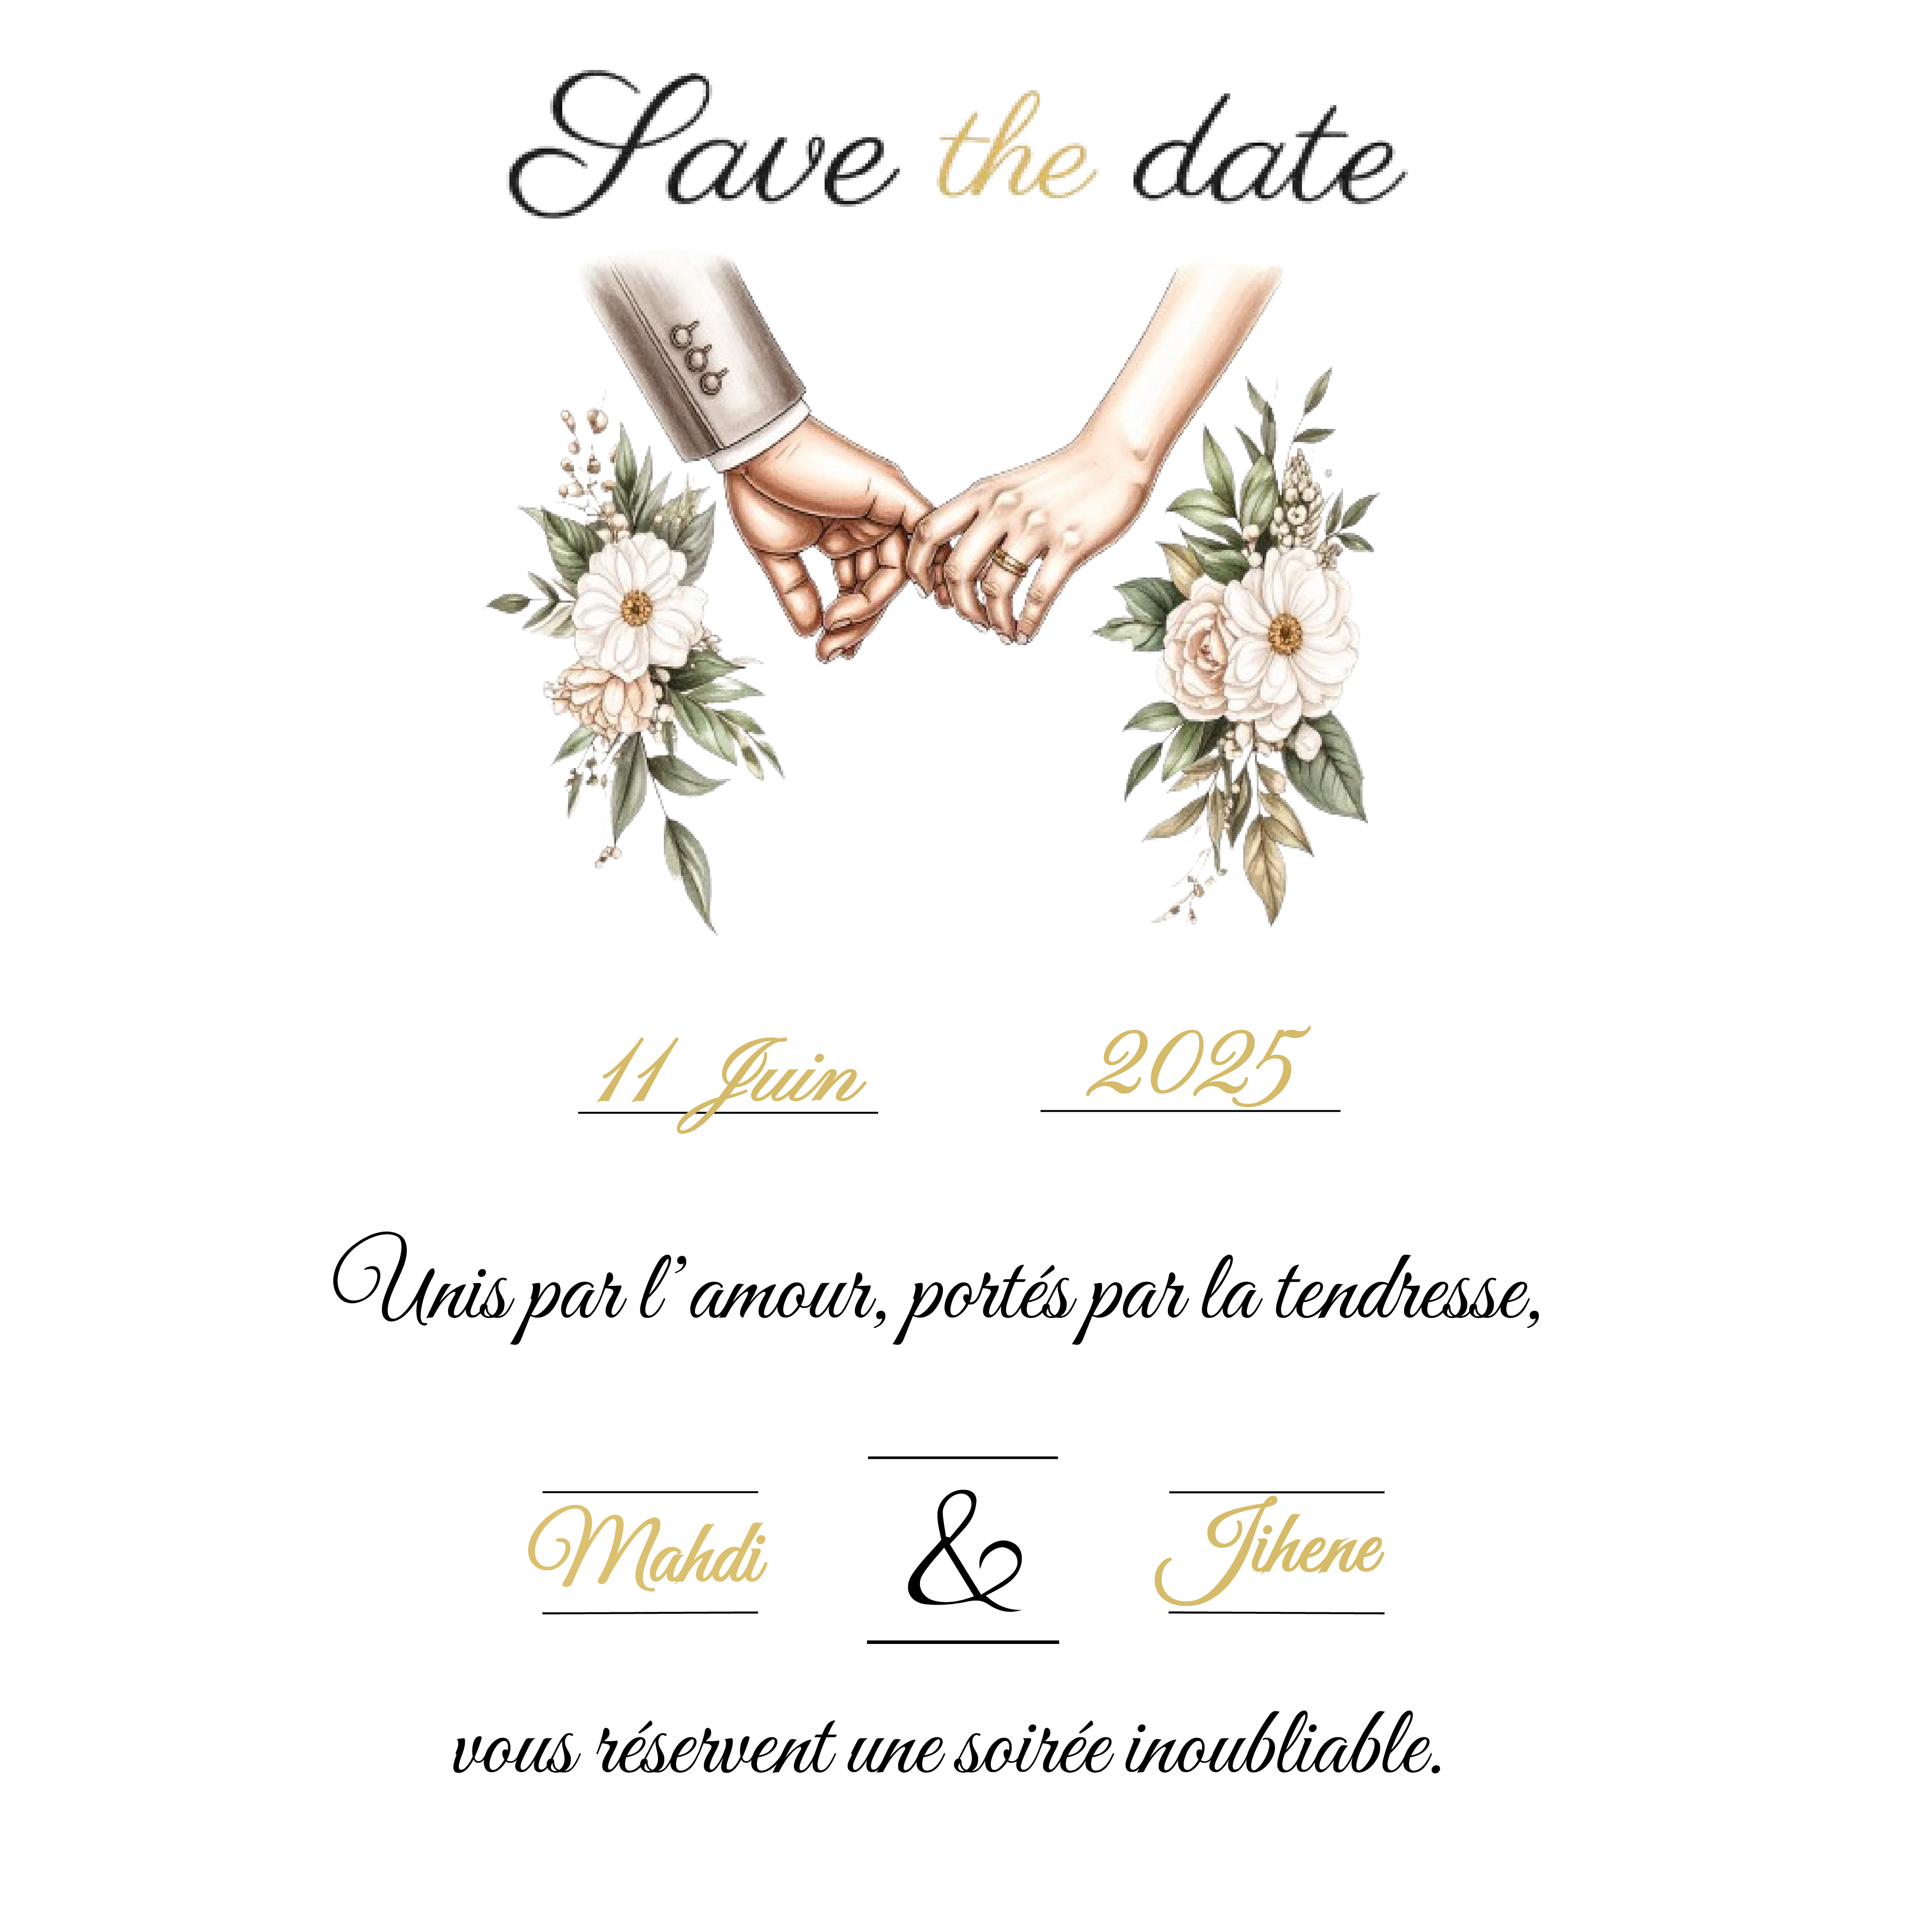 Save the date
11 Juin 2025
Unis par l'amour, portés par la tendresse,
Mahdi & Jihene
vous réservent une soirée inoubliable.